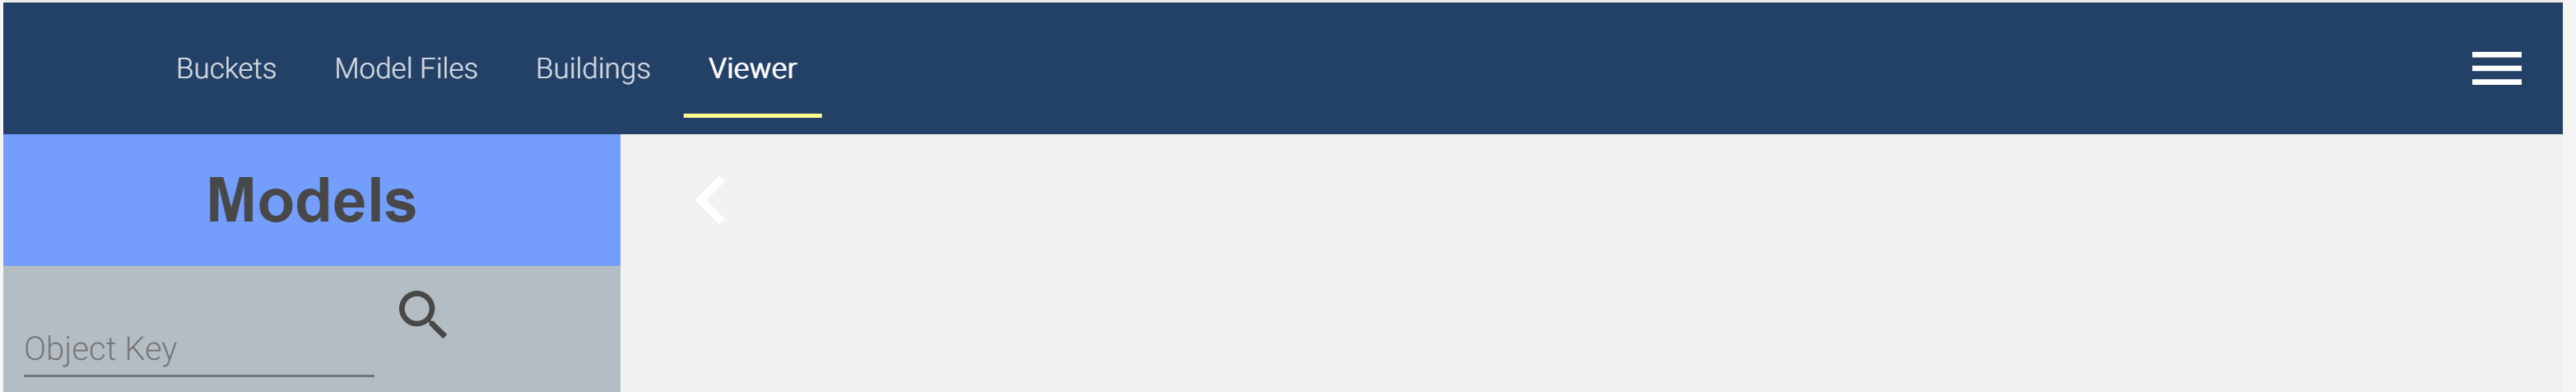 Buckets Model Files Buildings Viewer
Models
Object Key